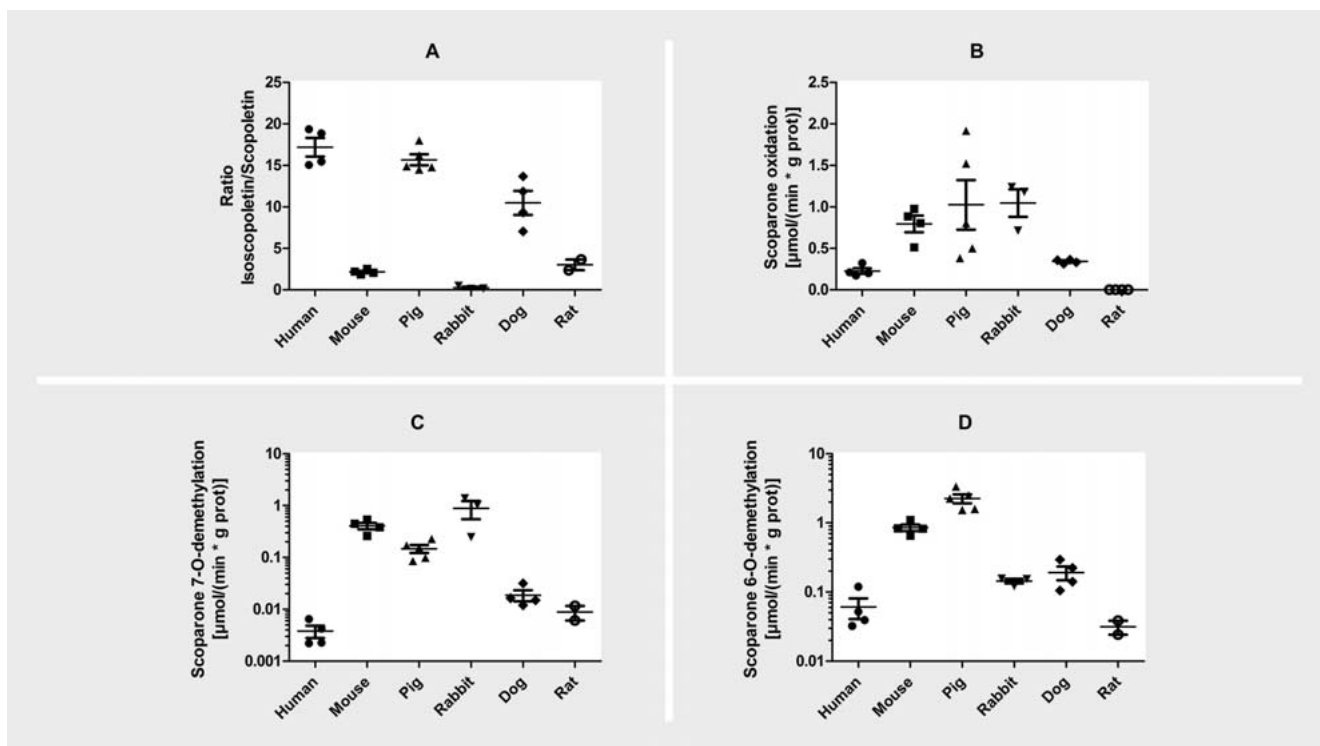 A
Ratio
Isoscopoletin/Scopoletin
25
20
15
10
5
0
Human
Mouse
Pig
Rabbit
Dog
Rat
B
Scoparone oxidation
[µmol/(min * g prot)]
2.5
2.0
1.5
1.0
0.5
0.0
Human
Mouse
Pig
Rabbit
Dog
Rat
C
Scoparone 7-O-demethylation
[µmol/(min * g prot)]
10
1
0.1
0.01
0.001
Human
Mouse
Pig
Rabbit
Dog
Rat
D
Scoparone 6-O-demethylation
[µmol/(min * g prot)]
10
1
0.1
0.01
Human
Mouse
Pig
Rabbit
Dog
Rat